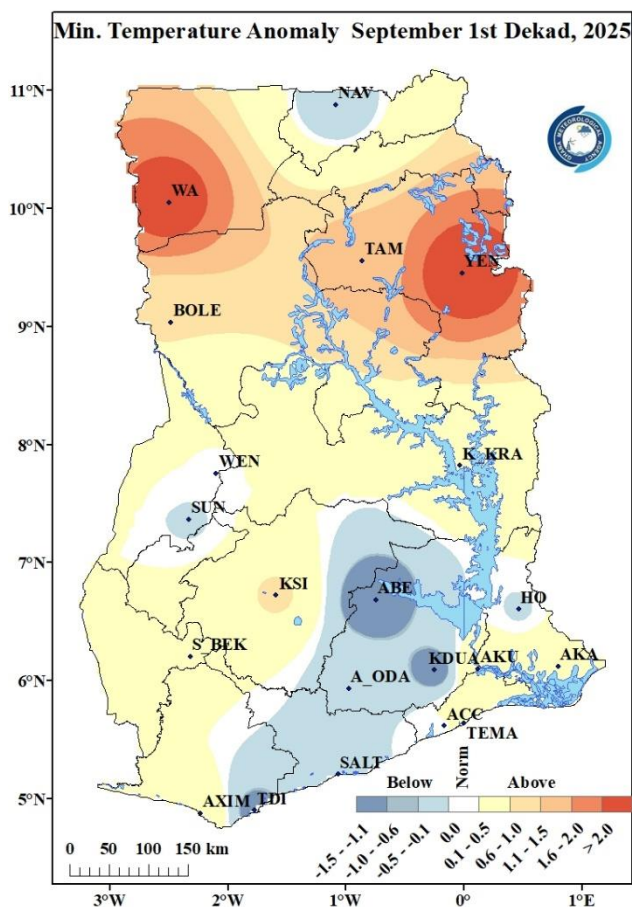 Min. Temperature Anomaly September 1st Dekad, 2025
11°N
10°N
9°N
8°N
7°N
6°N
5°N
NAV
GHANA METEOROLOGICAL AGENCY
WA
TAM
YEN
BOLE
WEN
K_KRA
SUN
KSI
ABE
HO
S_BEK
KDUA
AKU
AKA
A_ODA
ACC
TEMA
SALT
AXIM
TDI
Below
Norm
Above
-1.5 - -1.1
-1.0 - -0.6
-0.5 - -0.1
0.0
0.1 - 0.5
0.6 - 1.0
1.1 - 1.5
1.6 - 2.0
> 2.0
0 50 100 150 km
3°W 2°W 1°W 0° 1°E